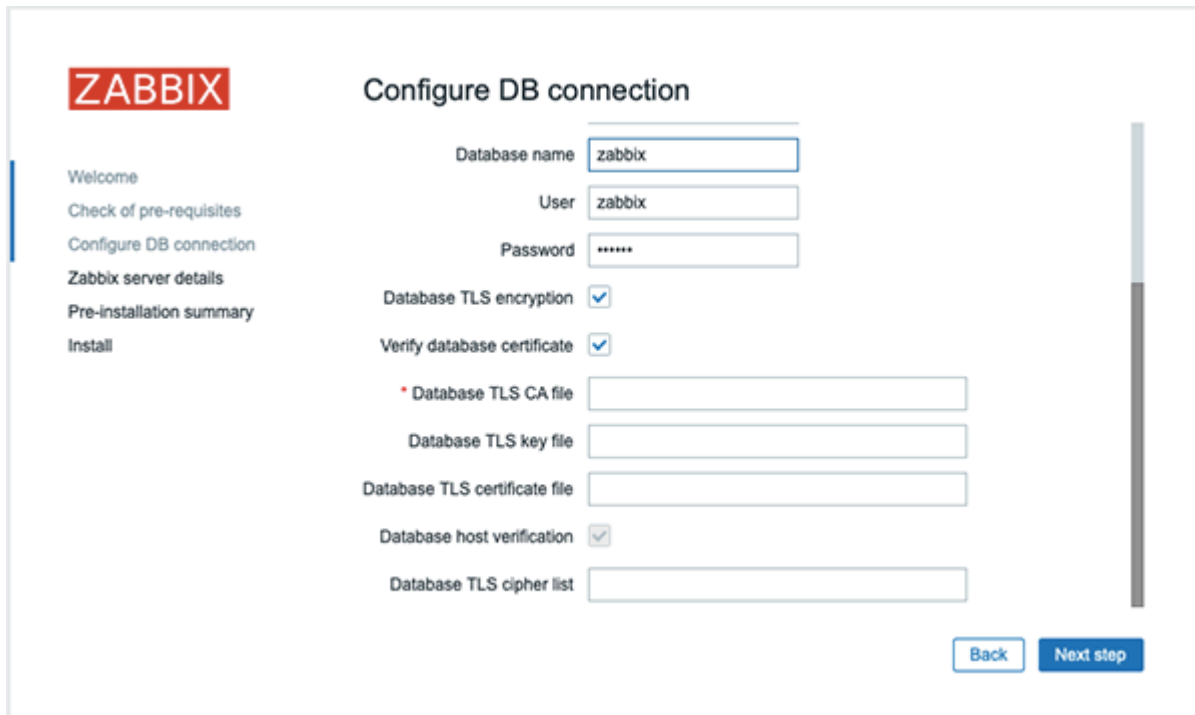 ZABBIX
Welcome
Check of pre-requisites
Configure DB connection
Zabbix server details
Pre-installation summary
Install
Configure DB connection
Database name zabbix
User zabbix
Password ••••••
Database TLS encryption
Verify database certificate
* Database TLS CA file
Database TLS key file
Database TLS certificate file
Database host verification
Database TLS cipher list
Back Next step